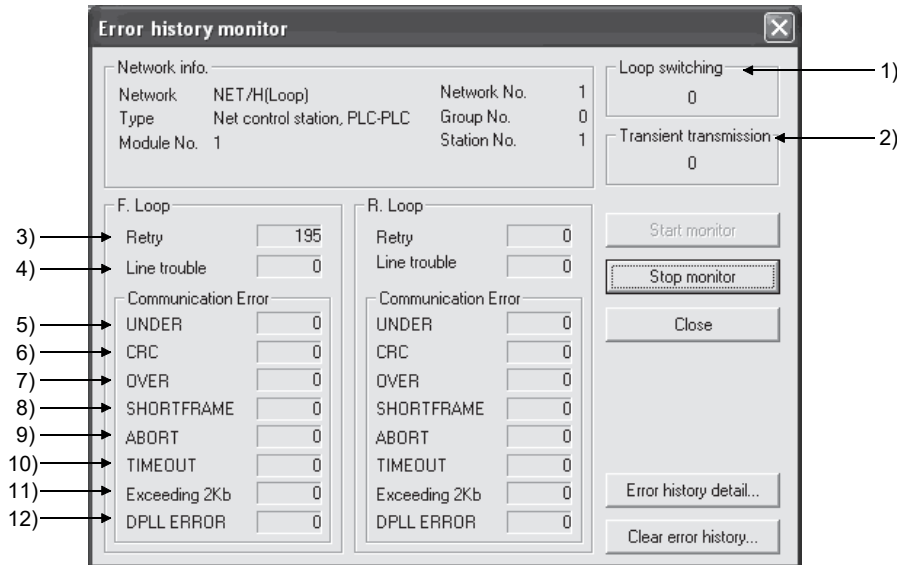 Error history monitor
Network info.
Network NET/H(Loop) Network No. 1
Type Net control station, PLC-PLC Group No. 0
Module No. 1 Station No. 1
Loop switching 1)
0
Transient transmission 2)
0
F. Loop
3) Retry 195
4) Line trouble 0
Communication Error
5) UNDER 0
6) CRC 0
7) OVER 0
8) SHORTFRAME 0
9) ABORT 0
10) TIMEOUT 0
11) Exceeding 2Kb 0
12) DPLL ERROR 0
R. Loop
Retry 0
Line trouble 0
Communication Error
UNDER 0
CRC 0
OVER 0
SHORTFRAME 0
ABORT 0
TIMEOUT 0
Exceeding 2Kb 0
DPLL ERROR 0
Start monitor
Stop monitor
Close
Error history detail...
Clear error history...